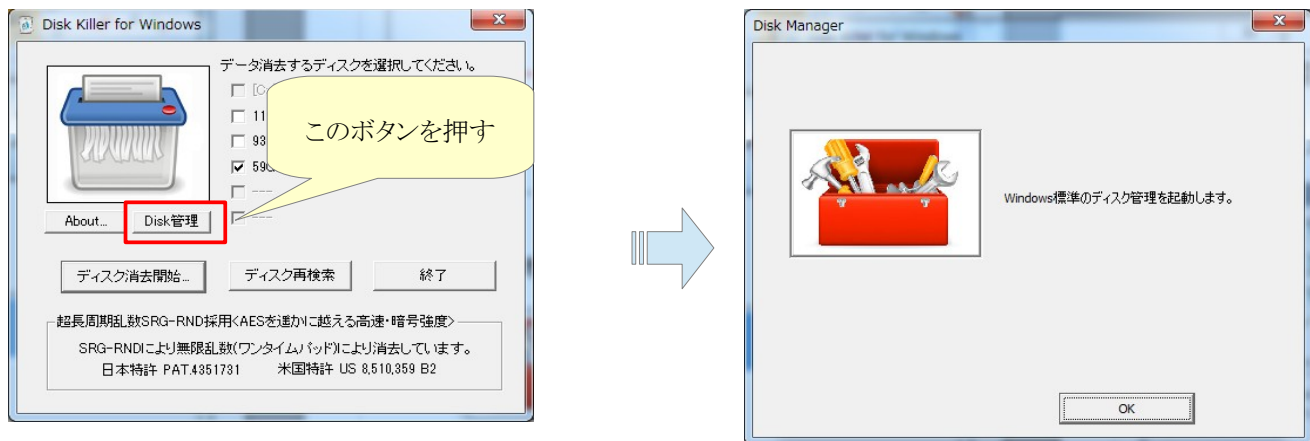 Disk Killer for Windows
データ消去するディスクを選択してください。
11
93
このボタンを押す
---
---
About...
Disk管理
ディスク消去開始...
ディスク再検索
終了
超長周期乱数SRG-RND採用<AESを遥かに越える高速・暗号強度>
SRG-RNDにより無限乱数(ワンタイムパッド)により消去しています。
日本特許 PAT.4351731 米国特許 US 8,510,359 B2
Disk Manager
Windows標準のディスク管理を起動します。
OK